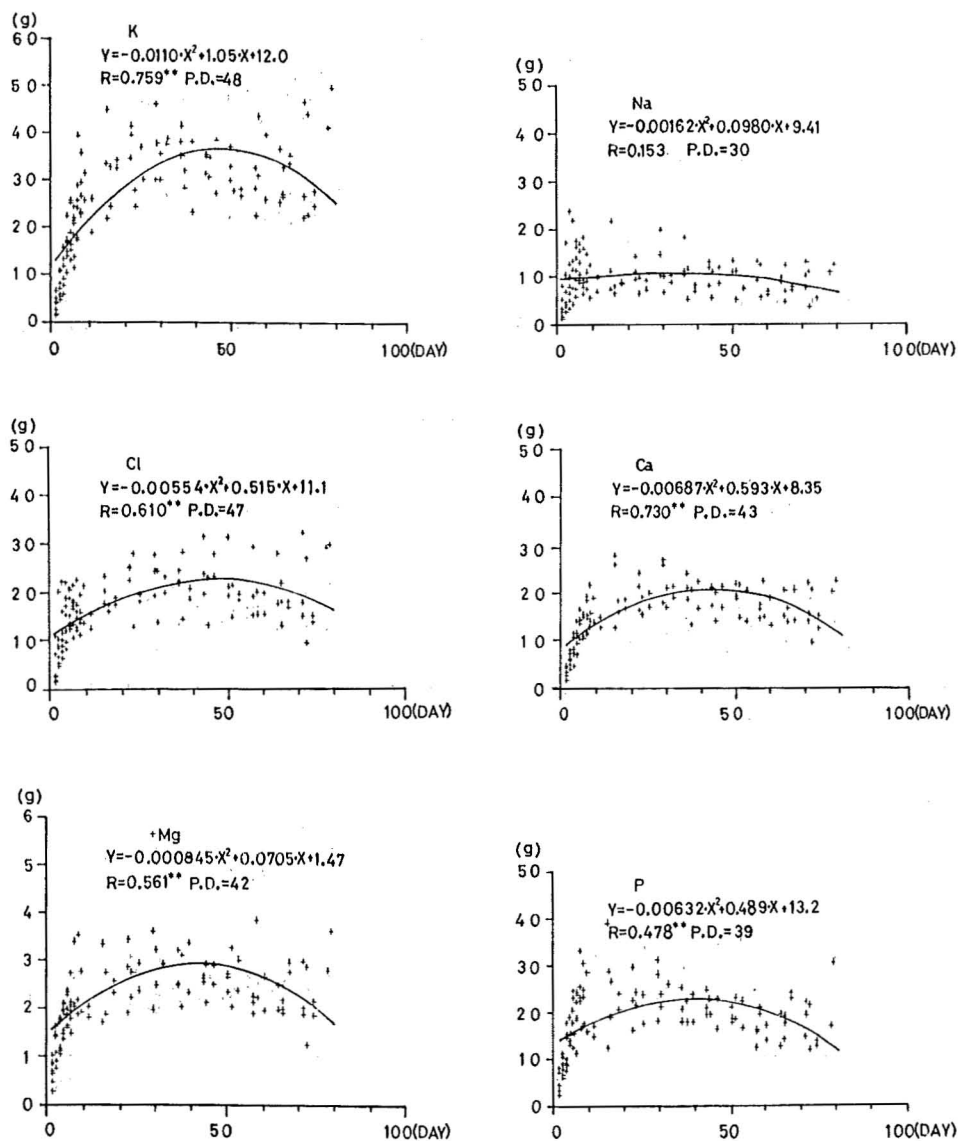 (g)
K
Y=-0.0110·X²+1.05·X+12.0
R=0.759** P.D.=48
60
50
40
30
20
10
0
0 50 100(DAY)
(g)
Na
Y=-0.00162·X²+0.0980·X+9.41
R=0.153 P.D.=30
50
40
30
20
10
0
0 50 100(DAY)
(g)
Cl
Y=-0.00554·X²+0.515·X+11.1
R=0.610** P.D.=47
50
40
30
20
10
0
0 50 100(DAY)
(g)
Ca
Y=-0.00687·X²+0.593·X+8.35
R=0.730** P.D.=43
50
40
30
20
10
0
0 50 100(DAY)
(g)
Mg
Y=-0.000845·X²+0.0705·X+1.47
R=0.561** P.D.=42
6
5
4
3
2
1
0
0 50 100(DAY)
(g)
P
Y=-0.00632·X²+0.489·X+13.2
R=0.478** P.D.=39
50
40
30
20
10
0
0 50 100(DAY)